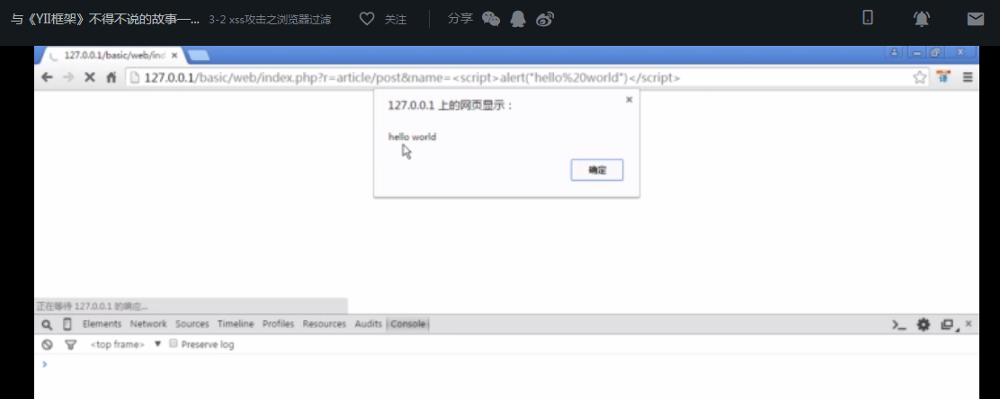 与《YII框架》不得不说的故事—... 3-2 xss攻击之浏览器过滤 关注 分享
127.0.0.1/basic/web/ind
127.0.0.1/basic/web/index.php?r=article/post&name=<script>alert("hello%20world")</script> 译
127.0.0.1 上的网页显示：
hello world
确定
正在等待 127.0.0.1 的响应...
Elements Network Sources Timeline Profiles Resources Audits Console
<top frame> Preserve log